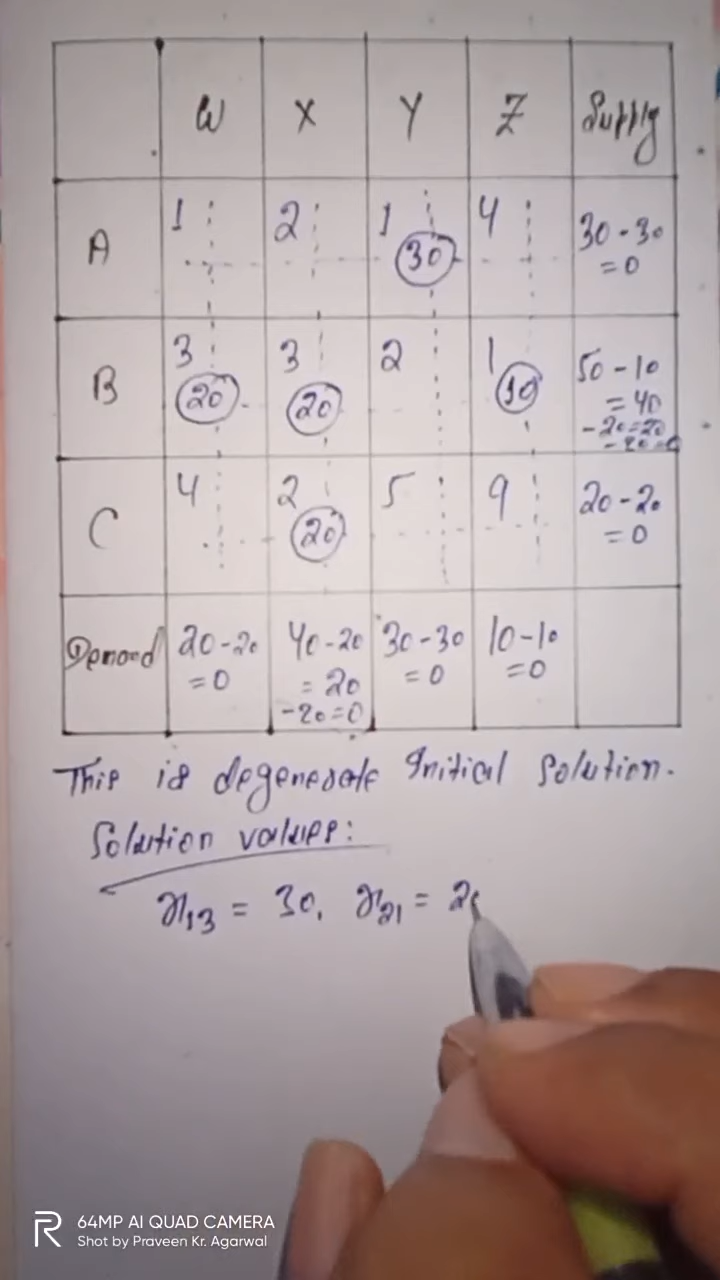 W X Y Z Supply
A 1 2 1 30 4 30-30
=0
B 3 20 3 20 2 1 10 50-10
=40
-20=20
-20=0
C 4 2 20 5 9 20-20
=0
Demand 20-20 40-20 30-30 10-10
=0 =20 =0 =0
-20=0
This is degenerate Initial Solution.
Solution values:
x13 = 30, x21 = 20
64MP AI QUAD CAMERA
Shot by Praveen Kr. Agarwal